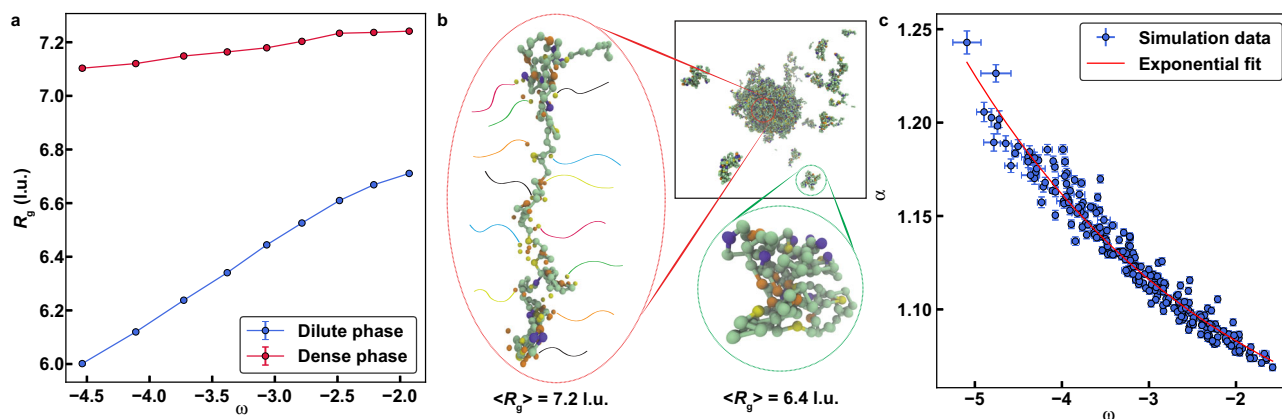 a
R_g (l.u.)
7.2
7.0
6.8
6.6
6.4
6.2
6.0
Dilute phase
Dense phase
−4.5 −4.0 −3.5 −3.0 −2.5 −2.0
ω
b
<R_g> = 7.2 l.u.
<R_g> = 6.4 l.u.
c
α
1.25
1.20
1.15
1.10
Simulation data
Exponential fit
−5 −4 −3 −2
ω